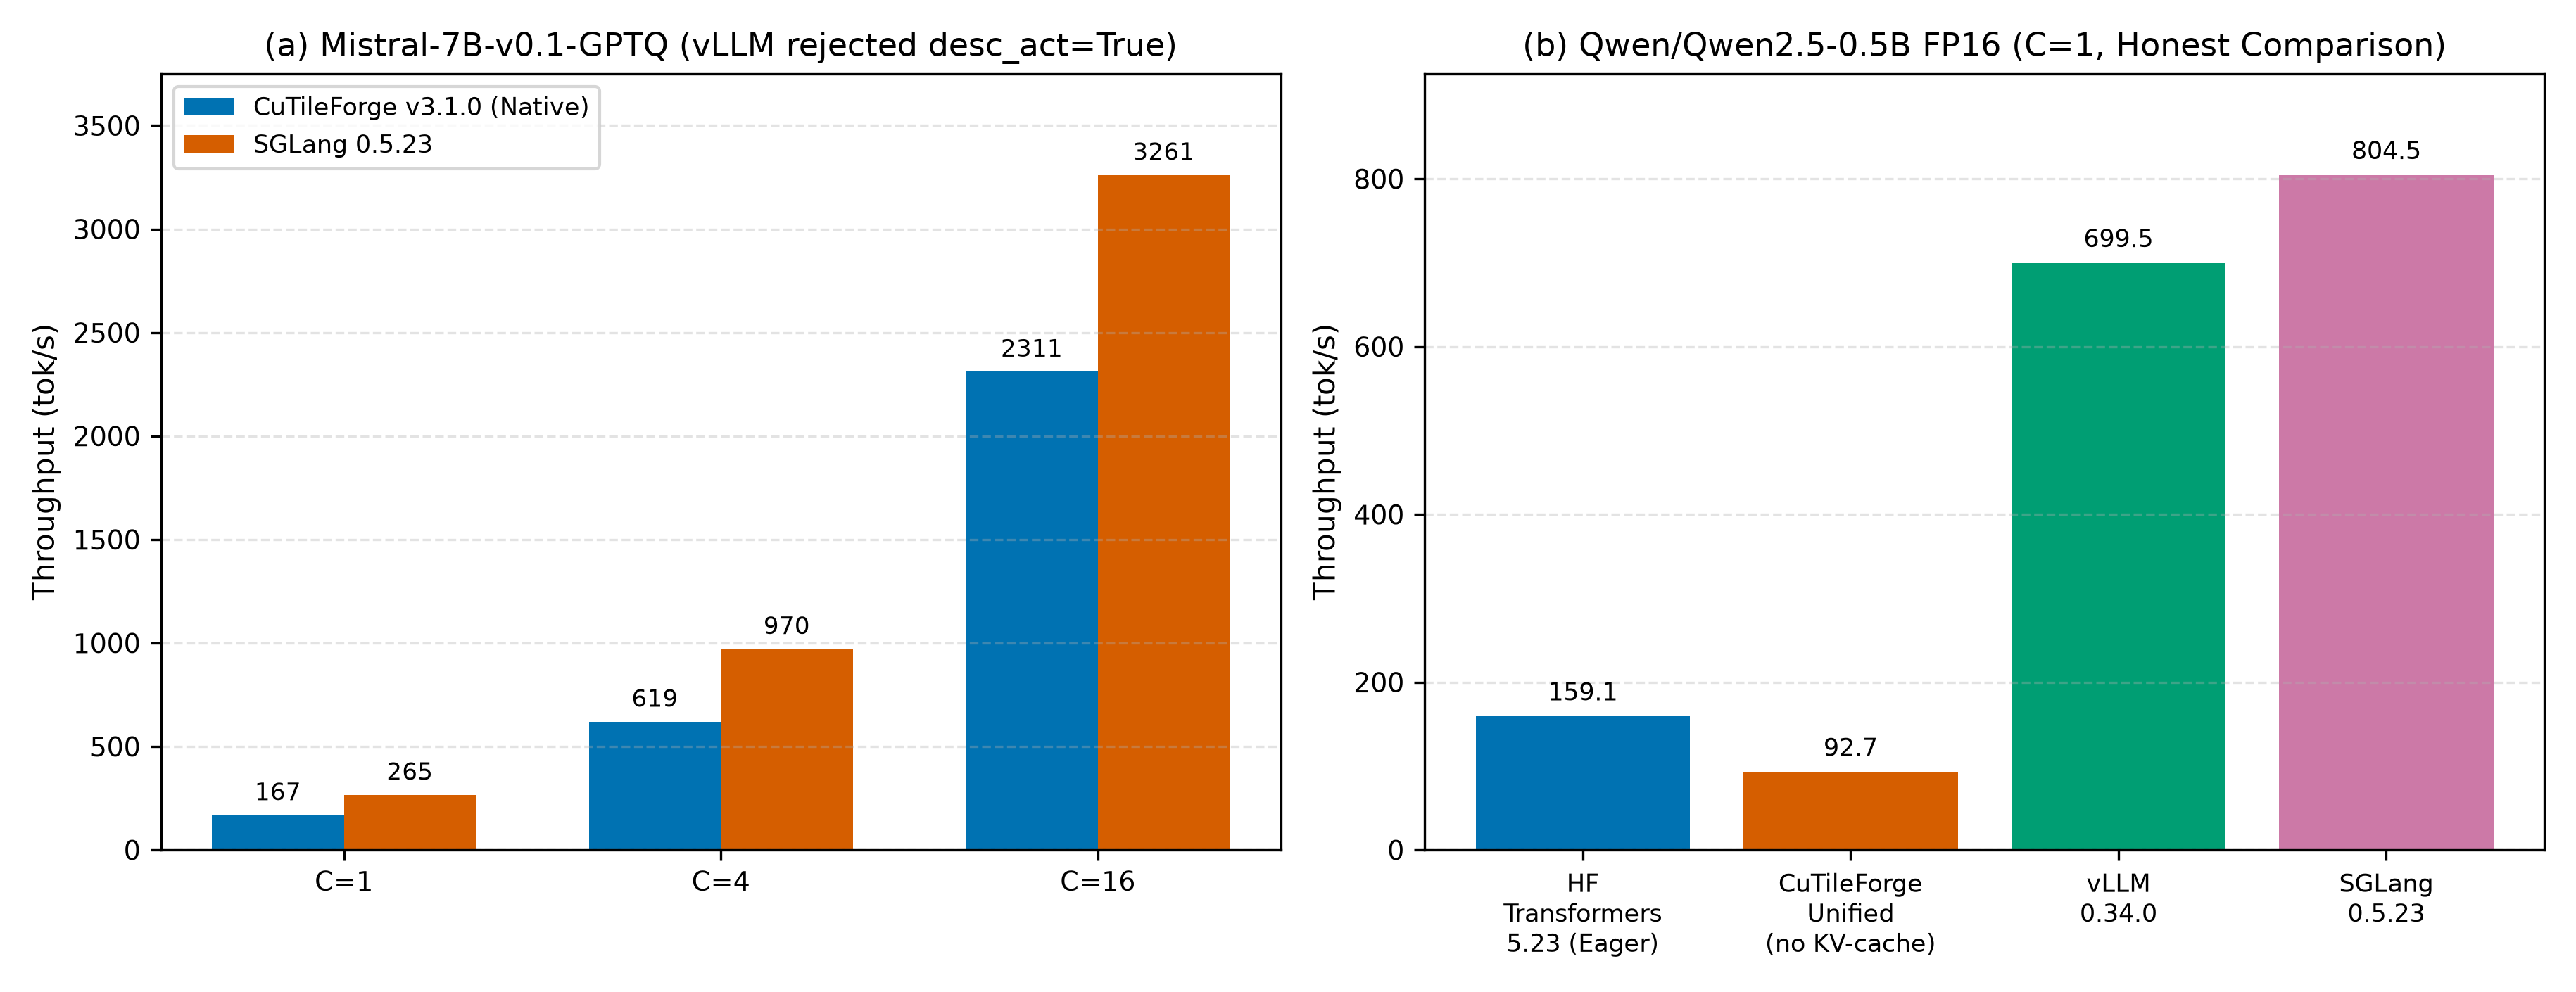 (a) Mistral-7B-v0.1-GPTQ (vLLM rejected desc_act=True)
CuTileForge v3.1.0 (Native)
SGLang 0.5.23
Throughput (tok/s)
3500
3000
2500
2000
1500
1000
500
0
167
265
619
970
2311
3261
C=1
C=4
C=16
(b) Qwen/Qwen2.5-0.5B FP16 (C=1, Honest Comparison)
Throughput (tok/s)
800
600
400
200
0
159.1
92.7
699.5
804.5
HF
Transformers
5.23 (Eager)
CuTileForge
Unified
(no KV-cache)
vLLM
0.34.0
SGLang
0.5.23